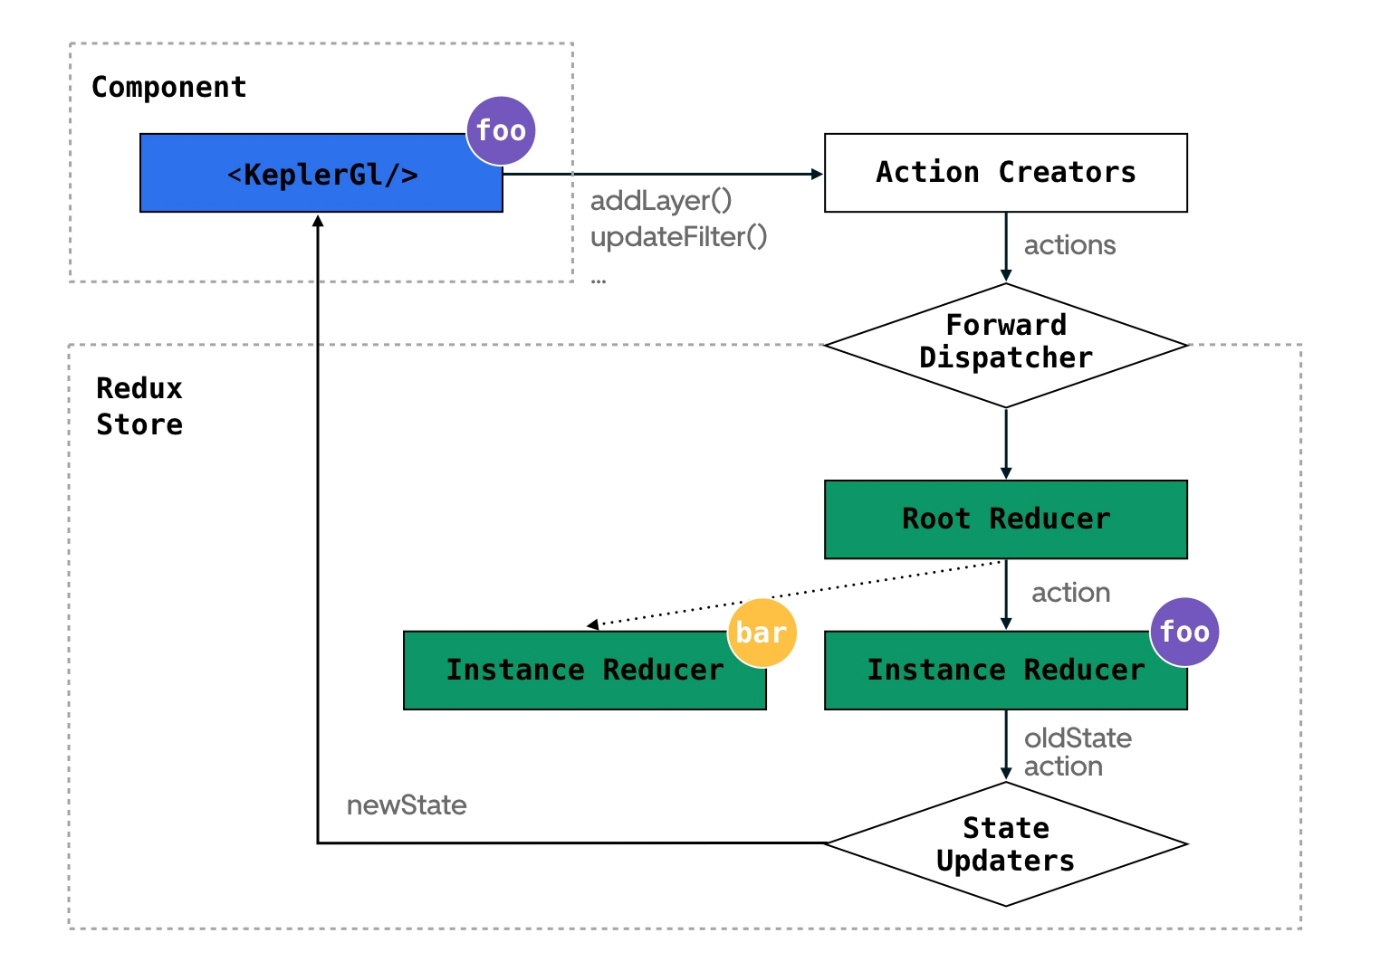 Component
foo
<KeplerGl/>
Action Creators
addLayer()
updateFilter()
...
actions
Forward
Dispatcher
Redux
Store
Root Reducer
action
bar
foo
Instance Reducer
Instance Reducer
oldState
action
newState
State
Updaters